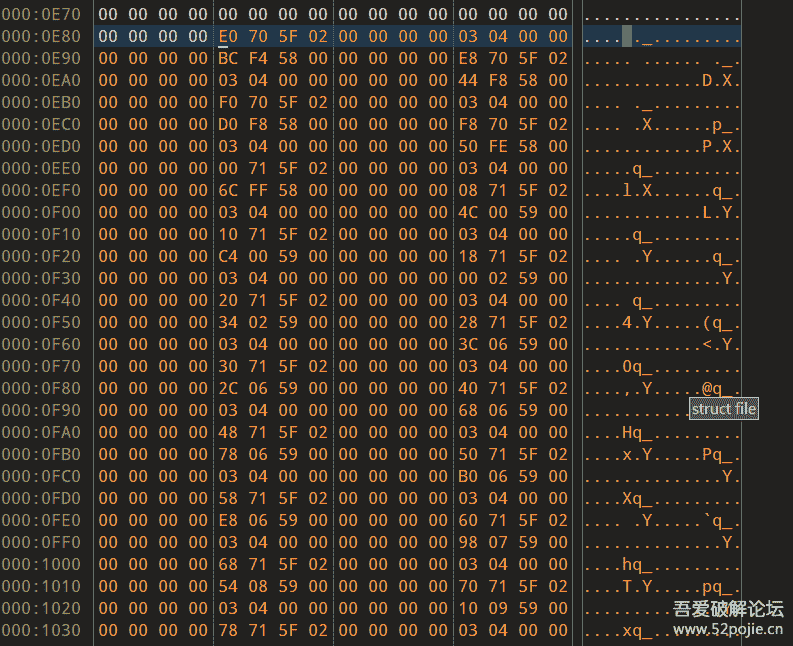 000:0E70 00 00 00 00 00 00 00 00 00 00 00 00 00 00 00 00 ................
000:0E80 00 00 00 00 E0 70 5F 02 00 00 00 00 03 04 00 00 .... ._.........
000:0E90 00 00 00 00 BC F4 58 00 00 00 00 00 E8 70 5F 02 .... ...... ._.
000:0EA0 00 00 00 00 03 04 00 00 00 00 00 00 44 F8 58 00 ............D.X.
000:0EB0 00 00 00 00 F0 70 5F 02 00 00 00 00 03 04 00 00 .... ._.........
000:0EC0 00 00 00 00 D0 F8 58 00 00 00 00 00 F8 70 5F 02 .... .X......p_.
000:0ED0 00 00 00 00 03 04 00 00 00 00 00 00 50 FE 58 00 ............P.X.
000:0EE0 00 00 00 00 00 71 5F 02 00 00 00 00 03 04 00 00 .....q_.........
000:0EF0 00 00 00 00 6C FF 58 00 00 00 00 00 08 71 5F 02 ....l.X......q_.
000:0F00 00 00 00 00 03 04 00 00 00 00 00 00 4C 00 59 00 ............L.Y.
000:0F10 00 00 00 00 10 71 5F 02 00 00 00 00 03 04 00 00 .....q_.........
000:0F20 00 00 00 00 C4 00 59 00 00 00 00 00 18 71 5F 02 .... .Y......q_.
000:0F30 00 00 00 00 03 04 00 00 00 00 00 00 00 02 59 00 ..............Y.
000:0F40 00 00 00 00 20 71 5F 02 00 00 00 00 03 04 00 00 .... q_.........
000:0F50 00 00 00 00 34 02 59 00 00 00 00 00 28 71 5F 02 ....4.Y.....(q_.
000:0F60 00 00 00 00 03 04 00 00 00 00 00 00 3C 06 59 00 ............<.Y.
000:0F70 00 00 00 00 30 71 5F 02 00 00 00 00 03 04 00 00 ....0q_.........
000:0F80 00 00 00 00 2C 06 59 00 00 00 00 00 40 71 5F 02 ....,.Y.....@q_.
000:0F90 00 00 00 00 03 04 00 00 00 00 00 00 68 06 59 00 ............
struct file
000:0FA0 00 00 00 00 48 71 5F 02 00 00 00 00 03 04 00 00 ....Hq_.........
000:0FB0 00 00 00 00 78 06 59 00 00 00 00 00 50 71 5F 02 ....x.Y.....Pq_.
000:0FC0 00 00 00 00 03 04 00 00 00 00 00 00 B0 06 59 00 ............ .Y.
000:0FD0 00 00 00 00 58 71 5F 02 00 00 00 00 03 04 00 00 ....Xq_.........
000:0FE0 00 00 00 00 E8 06 59 00 00 00 00 00 60 71 5F 02 .... .Y.....`q_.
000:0FF0 00 00 00 00 03 04 00 00 00 00 00 00 98 07 59 00 ..............Y.
000:1000 00 00 00 00 68 71 5F 02 00 00 00 00 03 04 00 00 ....hq_.........
000:1010 00 00 00 00 54 08 59 00 00 00 00 00 70 71 5F 02 ....T.Y.....pq_.
000:1020 00 00 00 00 03 04 00 00 00 00 00 00 10 09 59 00
000:1030 00 00 00 00 78 71 5F 02 00 00 00 00 03 04 00 00 ....xq_.
吾爱破解论坛
www.52pojie.cn